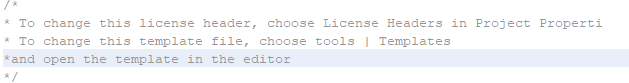 /*
* To change this license header, choose License Headers in Project Properti
* To change this template file, choose tools | Templates
*and open the template in the editor
*/